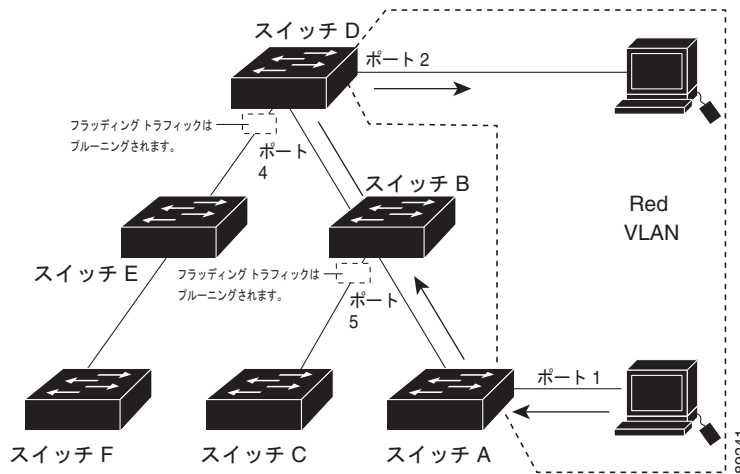 スイッチ D
ポート 2
フラッディング トラフィックは
プルーニングされます。
ポート
4
スイッチ B
Red
VLAN
スイッチ E
フラッディング トラフィックは
プルーニングされます。
ポート
5
ポート 1
スイッチ F
スイッチ C
スイッチ A